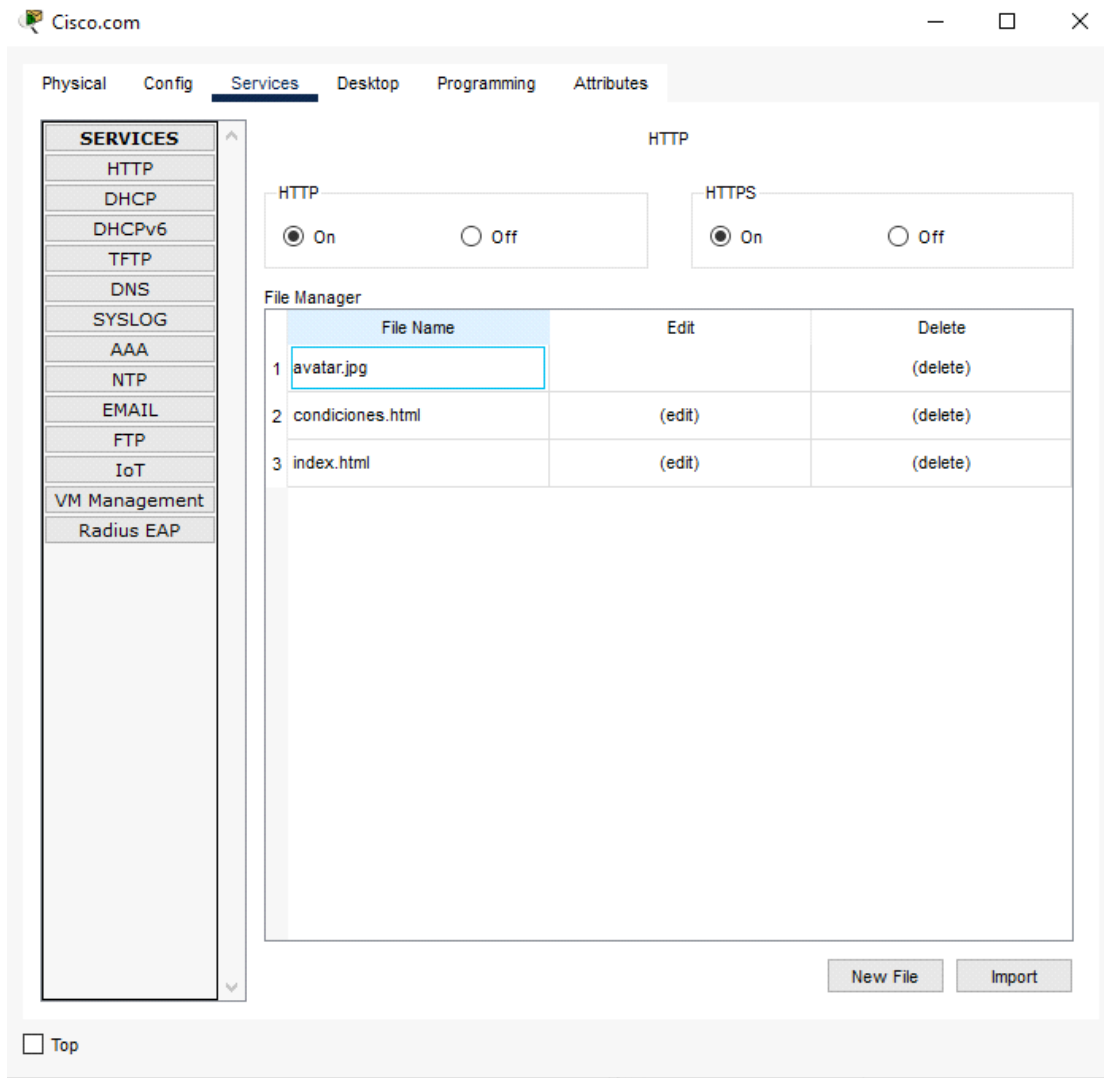 Cisco.com
Physical Config Services Desktop Programming Attributes
SERVICES
HTTP
DHCP
DHCPv6
TFTP
DNS
SYSLOG
AAA
NTP
EMAIL
FTP
IoT
VM Management
Radius EAP
HTTP
HTTP
On Off
HTTPS
On Off
File Manager
File Name Edit Delete
1 avatar.jpg (delete)
2 condiciones.html (edit) (delete)
3 index.html (edit) (delete)
New File Import
Top